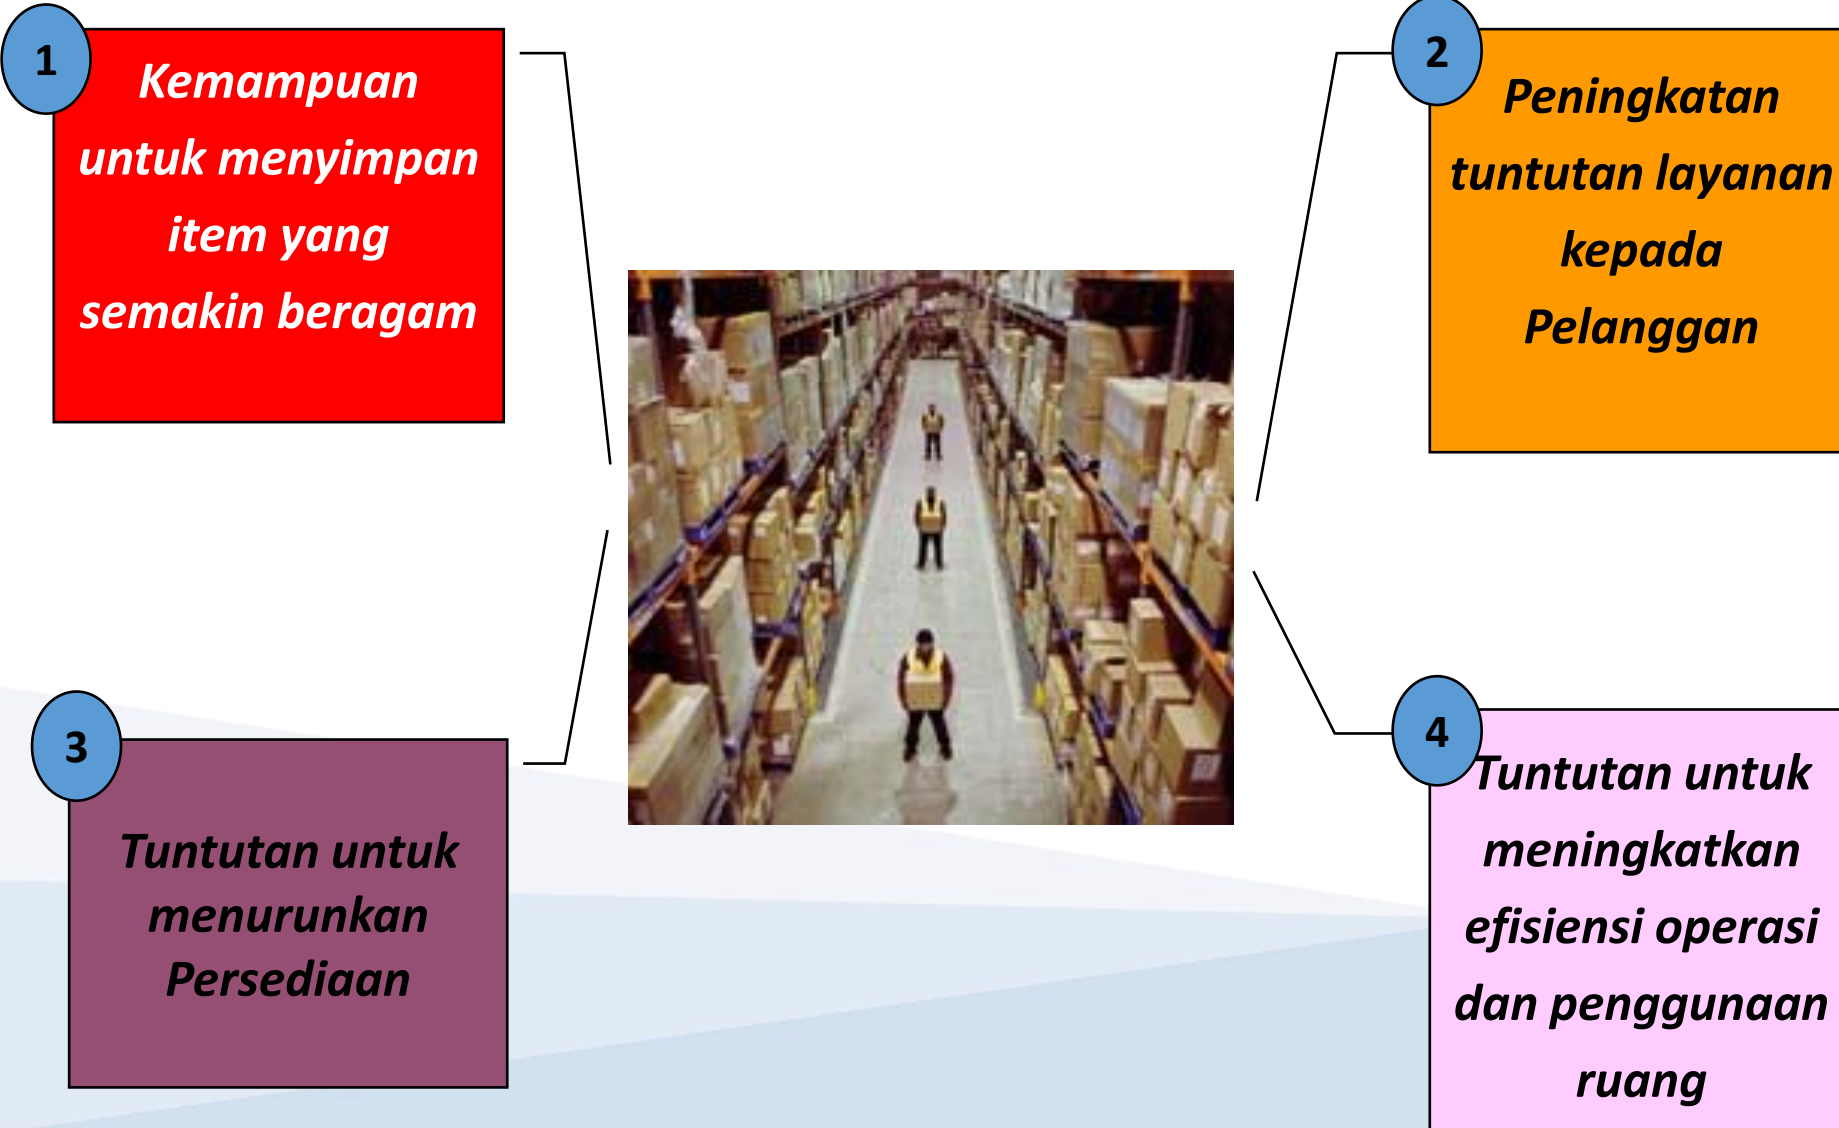 1
Kemampuan
untuk menyimpan
item yang
semakin beragam
2
Peningkatan
tuntutan layanan
kepada
Pelanggan
3
Tuntutan untuk
menurunkan
Persediaan
4
Tuntutan untuk
meningkatkan
efisiensi operasi
dan penggunaan
ruang